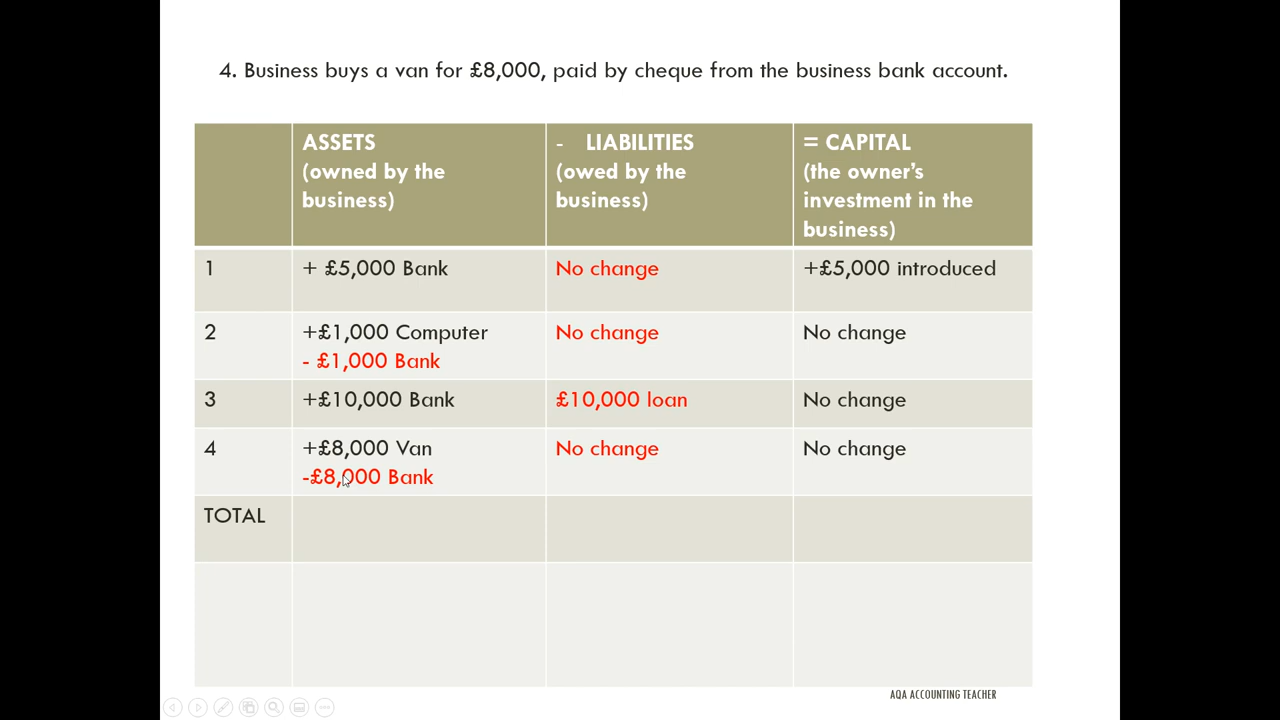 4. Business buys a van for £8,000, paid by cheque from the business bank account.
ASSETS
(owned by the
business)
- LIABILITIES
(owed by the
business)
= CAPITAL
(the owner's
investment in the
business)
1
+ £5,000 Bank
No change
+£5,000 introduced
2
+£1,000 Computer
- £1,000 Bank
No change
No change
3
+£10,000 Bank
£10,000 loan
No change
4
+£8,000 Van
-£8,000 Bank
No change
No change
TOTAL
AQA ACCOUNTING TEACHER